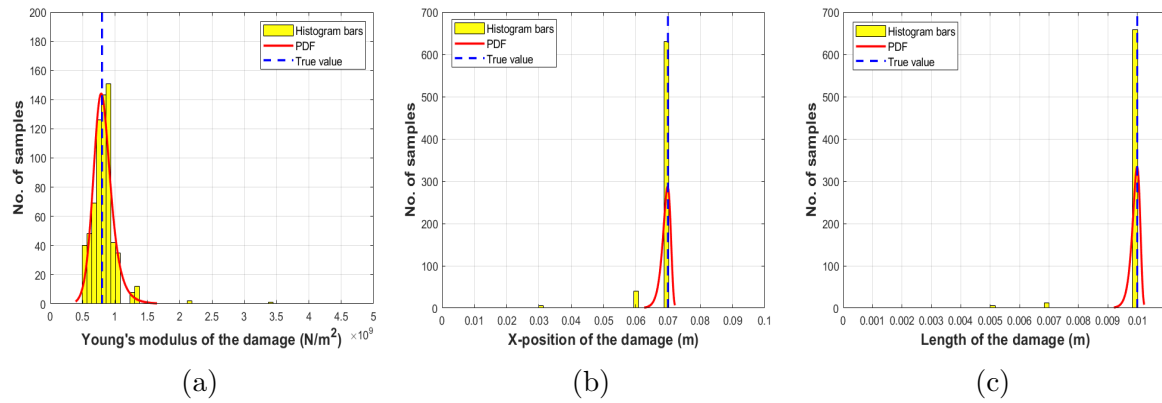 200
180
160
140
120
100
80
60
40
20
0
No. of samples
Histogram bars
PDF
True value
0 0.5 1 1.5 2 2.5 3 3.5 4 4.5 5
Young's modulus of the damage (N/m²) ×10⁹
(a)
700
600
500
400
300
200
100
0
No. of samples
Histogram bars
PDF
True value
0 0.01 0.02 0.03 0.04 0.05 0.06 0.07 0.08 0.09 0.1
X-position of the damage (m)
(b)
700
600
500
400
300
200
100
0
No. of samples
Histogram bars
PDF
True value
0 0.001 0.002 0.003 0.004 0.005 0.006 0.007 0.008 0.009 0.01
Length of the damage (m)
(c)